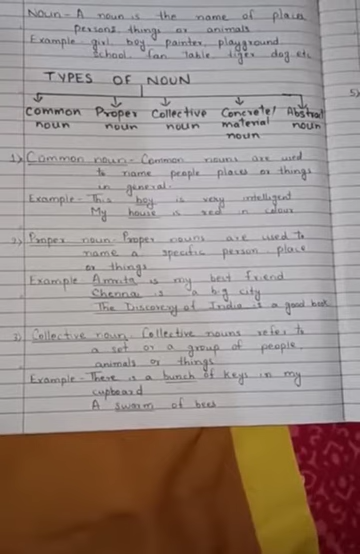 Noun - A noun is the name of place
persons, things or animals
Example girl, boy, painter, playground
school, fan table tiger dog etc
TYPES OF NOUN
Common noun
Proper noun
Collective noun
Concrete/ material noun
Abstract noun
5)
1) Common noun - Common nouns are used
to name people places or things
in general.
Example - This boy is very intelligent
My house is red in colour
2) Proper noun - Proper nouns are used to
name a specific person, place
or things
Example Amrita is my best friend
Chennai is a big city
The Discovery of India is a good book
3) Collective noun Collective nouns refer to
a set or a group of people,
animals or things
Example - There is a bunch of keys in my
cupboard
A swarm of bees